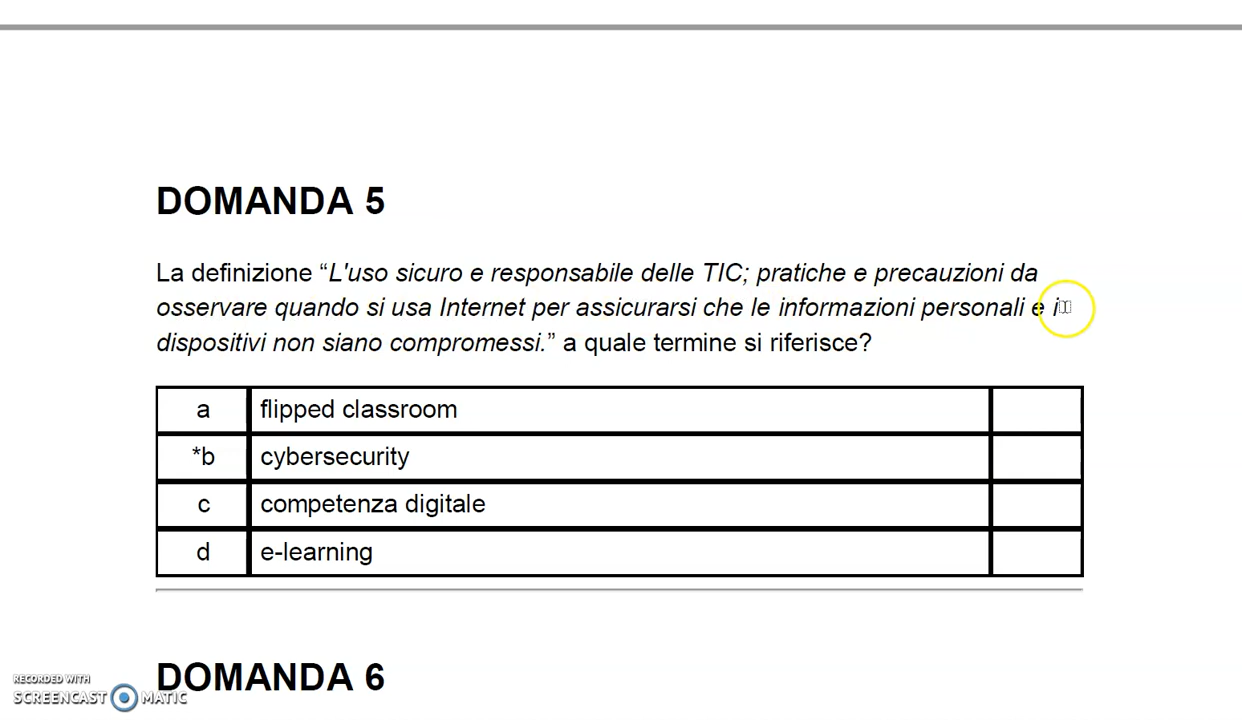 DOMANDA 5
La definizione “L'uso sicuro e responsabile delle TIC; pratiche e precauzioni da
osservare quando si usa Internet per assicurarsi che le informazioni personali e i
dispositivi non siano compromessi.” a quale termine si riferisce?
a flipped classroom
*b cybersecurity
c competenza digitale
d e-learning
DOMANDA 6
RECORDED WITH
SCREENCAST MATIC